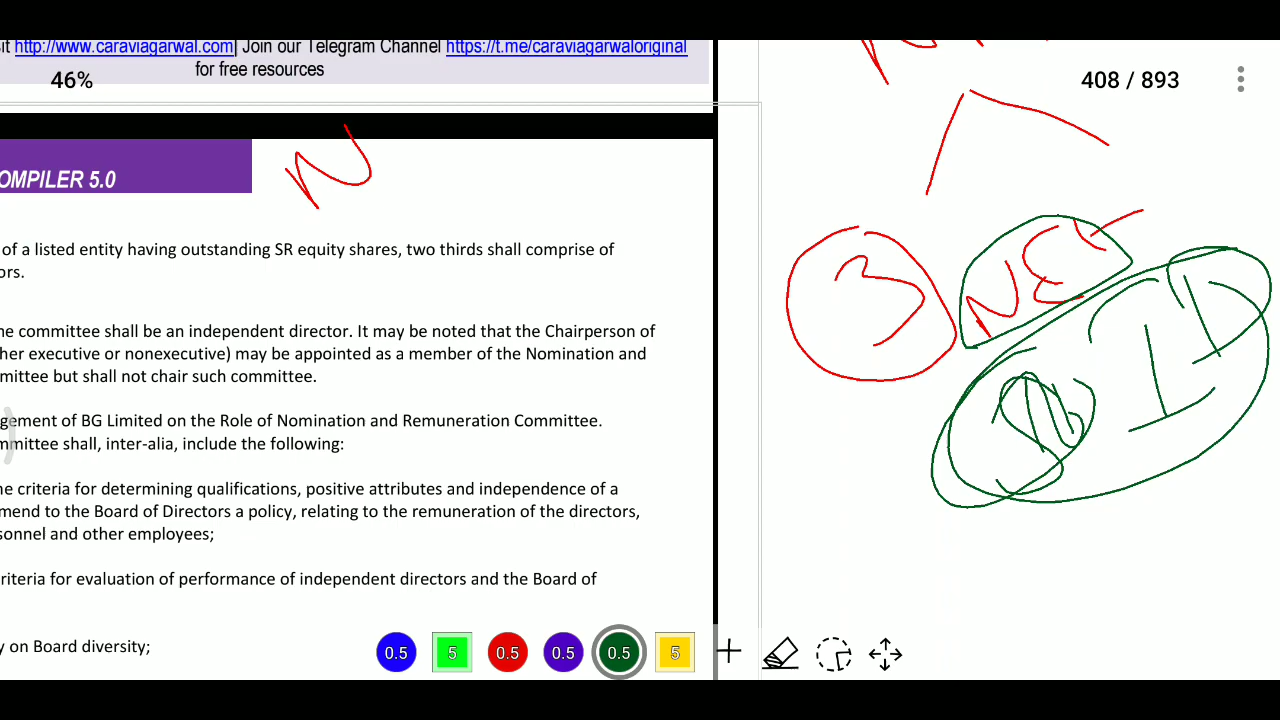 it http://www.caraviagarwal.com| Join our Telegram Channel https://t.me/caraviagarwaloriginal
for free resources
46%
408 / 893
OMPILER 5.0
N
of a listed entity having outstanding SR equity shares, two thirds shall comprise of
ors.
3 NED
ID
he committee shall be an independent director. It may be noted that the Chairperson of
her executive or nonexecutive) may be appointed as a member of the Nomination and
mmittee but shall not chair such committee.
gement of BG Limited on the Role of Nomination and Remuneration Committee.
mmittee shall, inter-alia, include the following:
he criteria for determining qualifications, positive attributes and independence of a
mend to the Board of Directors a policy, relating to the remuneration of the directors,
sonnel and other employees;
riteria for evaluation of performance of independent directors and the Board of
y on Board diversity;
0.5 5 0.5 0.5 0.5 5